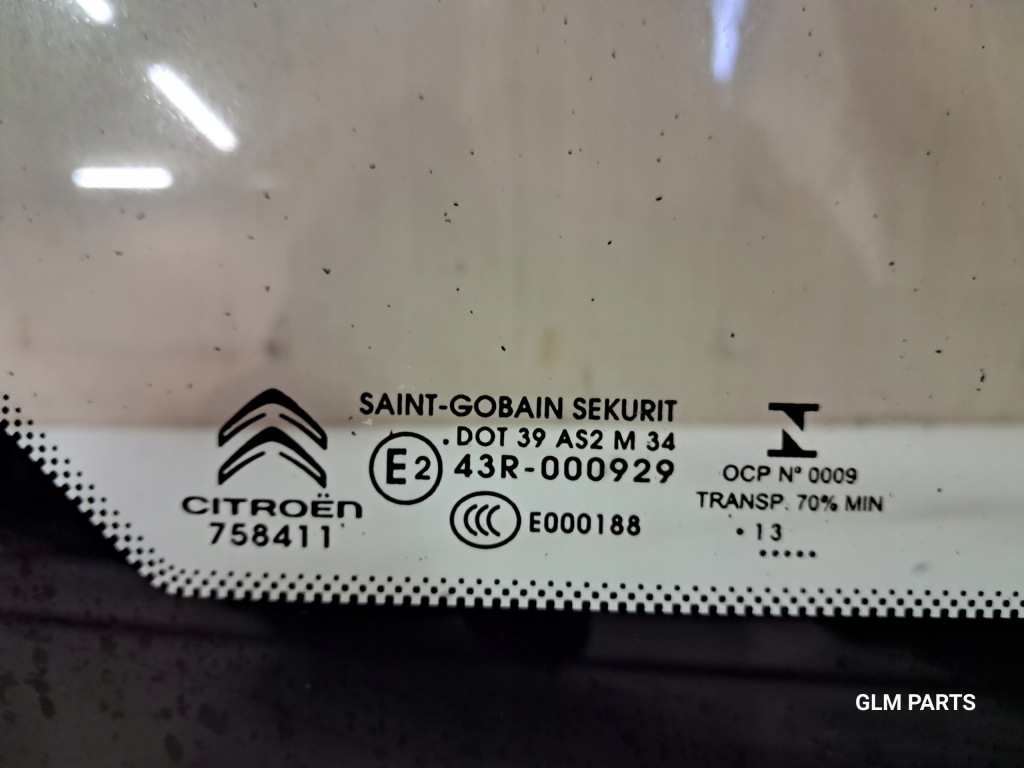 CITROËN
758411
SAINT-GOBAIN SEKURIT
.DOT 39 AS2 M 34
E2 43R-000929
CCC E000188
OCP N° 0009
TRANSP. 70% MIN
• 13
•••••
GLM PARTS